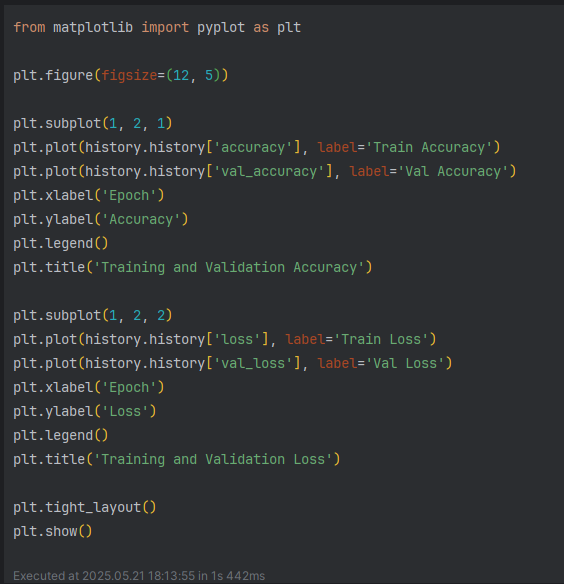 from matplotlib import pyplot as plt
plt.figure(figsize=(12, 5))
plt.subplot(1, 2, 1)
plt.plot(history.history['accuracy'], label='Train Accuracy')
plt.plot(history.history['val_accuracy'], label='Val Accuracy')
plt.xlabel('Epoch')
plt.ylabel('Accuracy')
plt.legend()
plt.title('Training and Validation Accuracy')
plt.subplot(1, 2, 2)
plt.plot(history.history['loss'], label='Train Loss')
plt.plot(history.history['val_loss'], label='Val Loss')
plt.xlabel('Epoch')
plt.ylabel('Loss')
plt.legend()
plt.title('Training and Validation Loss')
plt.tight_layout()
plt.show()
Executed at 2025.05.21 18:13:55 in 1s 442ms